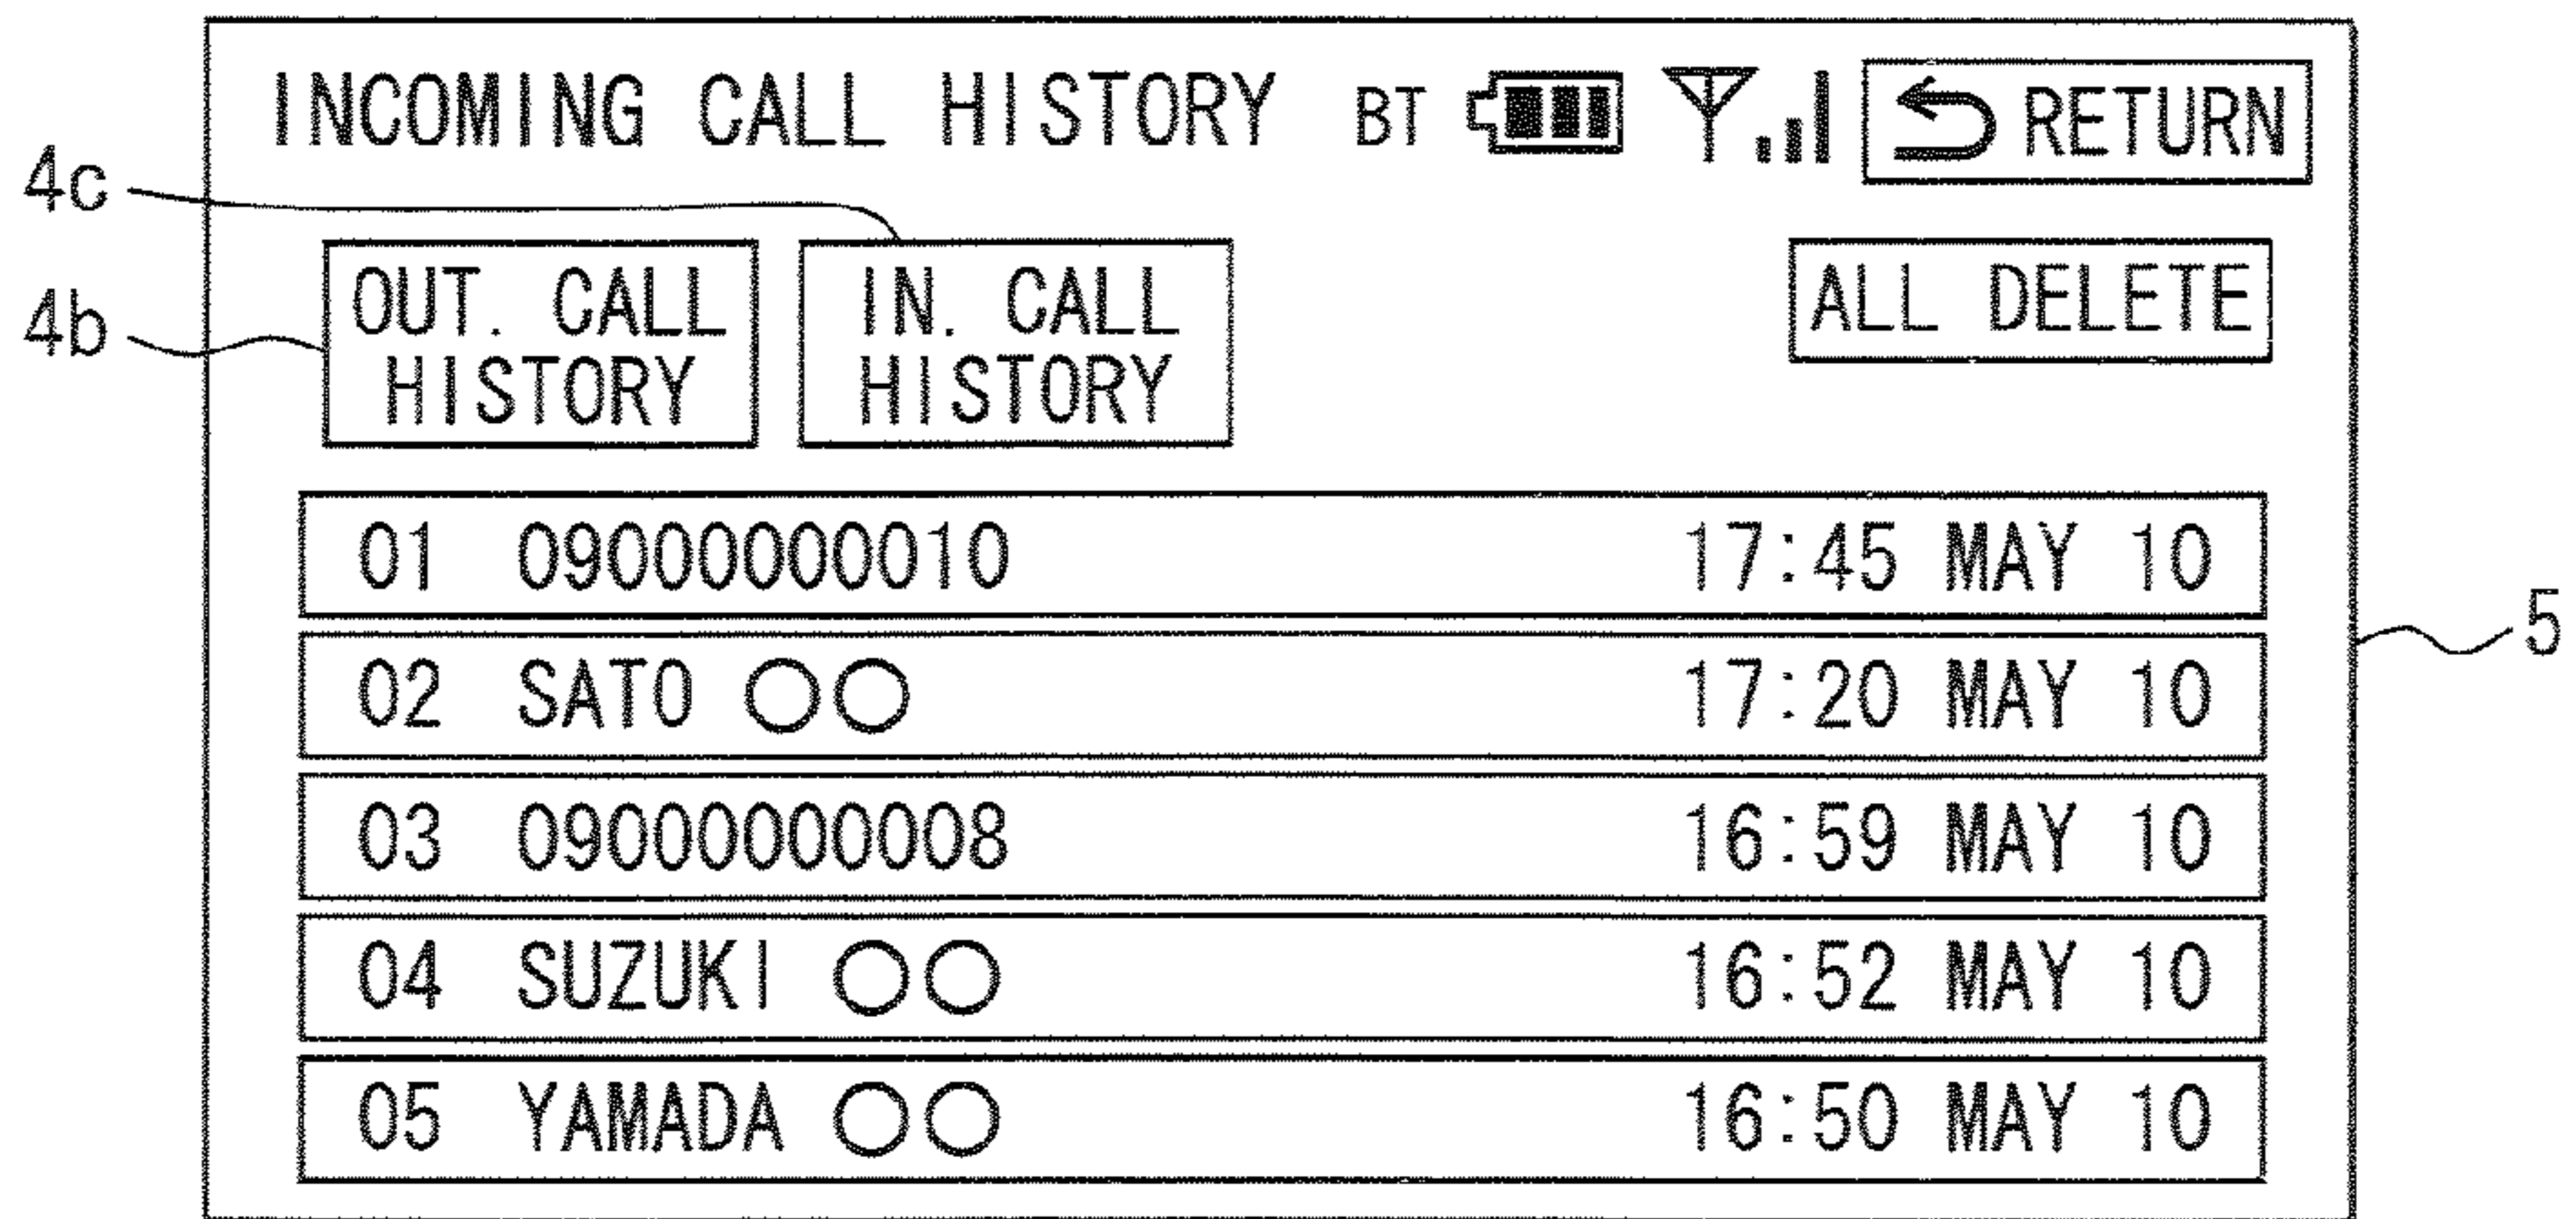 INCOMING CALL HISTORY BT RETURN
4c
OUT. CALL HISTORY
IN. CALL HISTORY
ALL DELETE
4b
01 09000000010 17:45 MAY 10
02 SATO ○○ 17:20 MAY 10
5
03 09000000008 16:59 MAY 10
04 SUZUKI ○○ 16:52 MAY 10
05 YAMADA ○○ 16:50 MAY 10